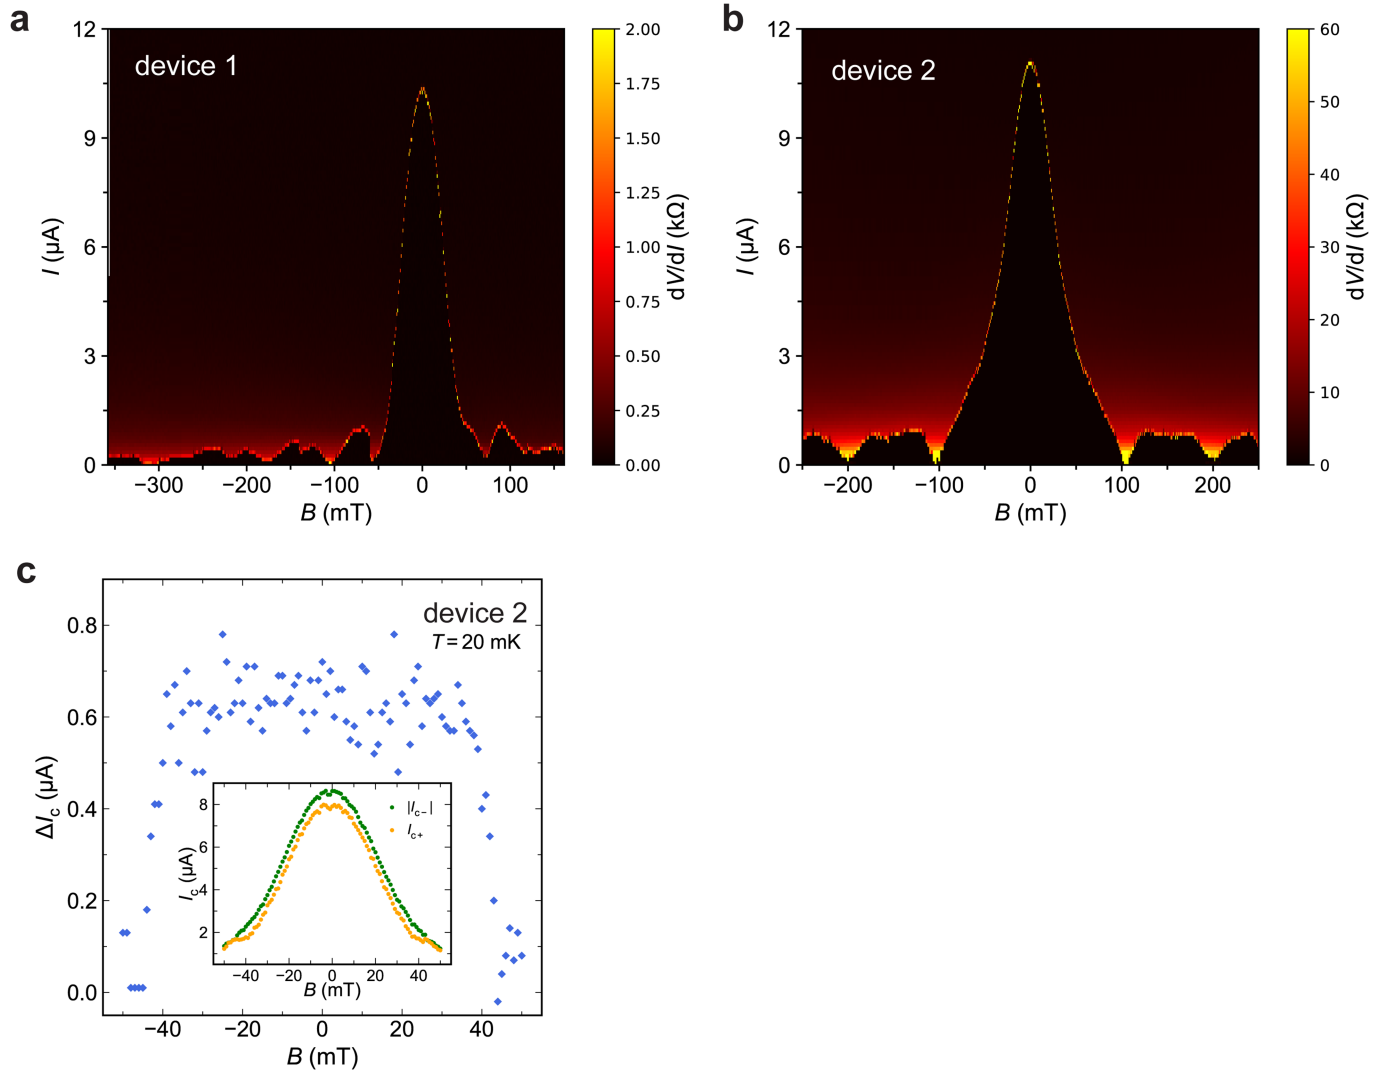 a
device 1
12
9
6
3
0
I (µA)
−300
−200
−100
0
100
B (mT)
2.00
1.75
1.50
1.25
1.00
0.75
0.50
0.25
0.00
dV/dI (kΩ)
b
device 2
12
9
6
3
0
I (µA)
−200
−100
0
100
200
B (mT)
60
50
40
30
20
10
0
dV/dI (kΩ)
c
device 2
T = 20 mK
0.8
0.6
0.4
0.2
0.0
ΔIc (µA)
−40
−20
0
20
40
B (mT)
|Ic−|
Ic+
8
6
4
2
Ic (µA)
−40
−20
0
20
40
B (mT)